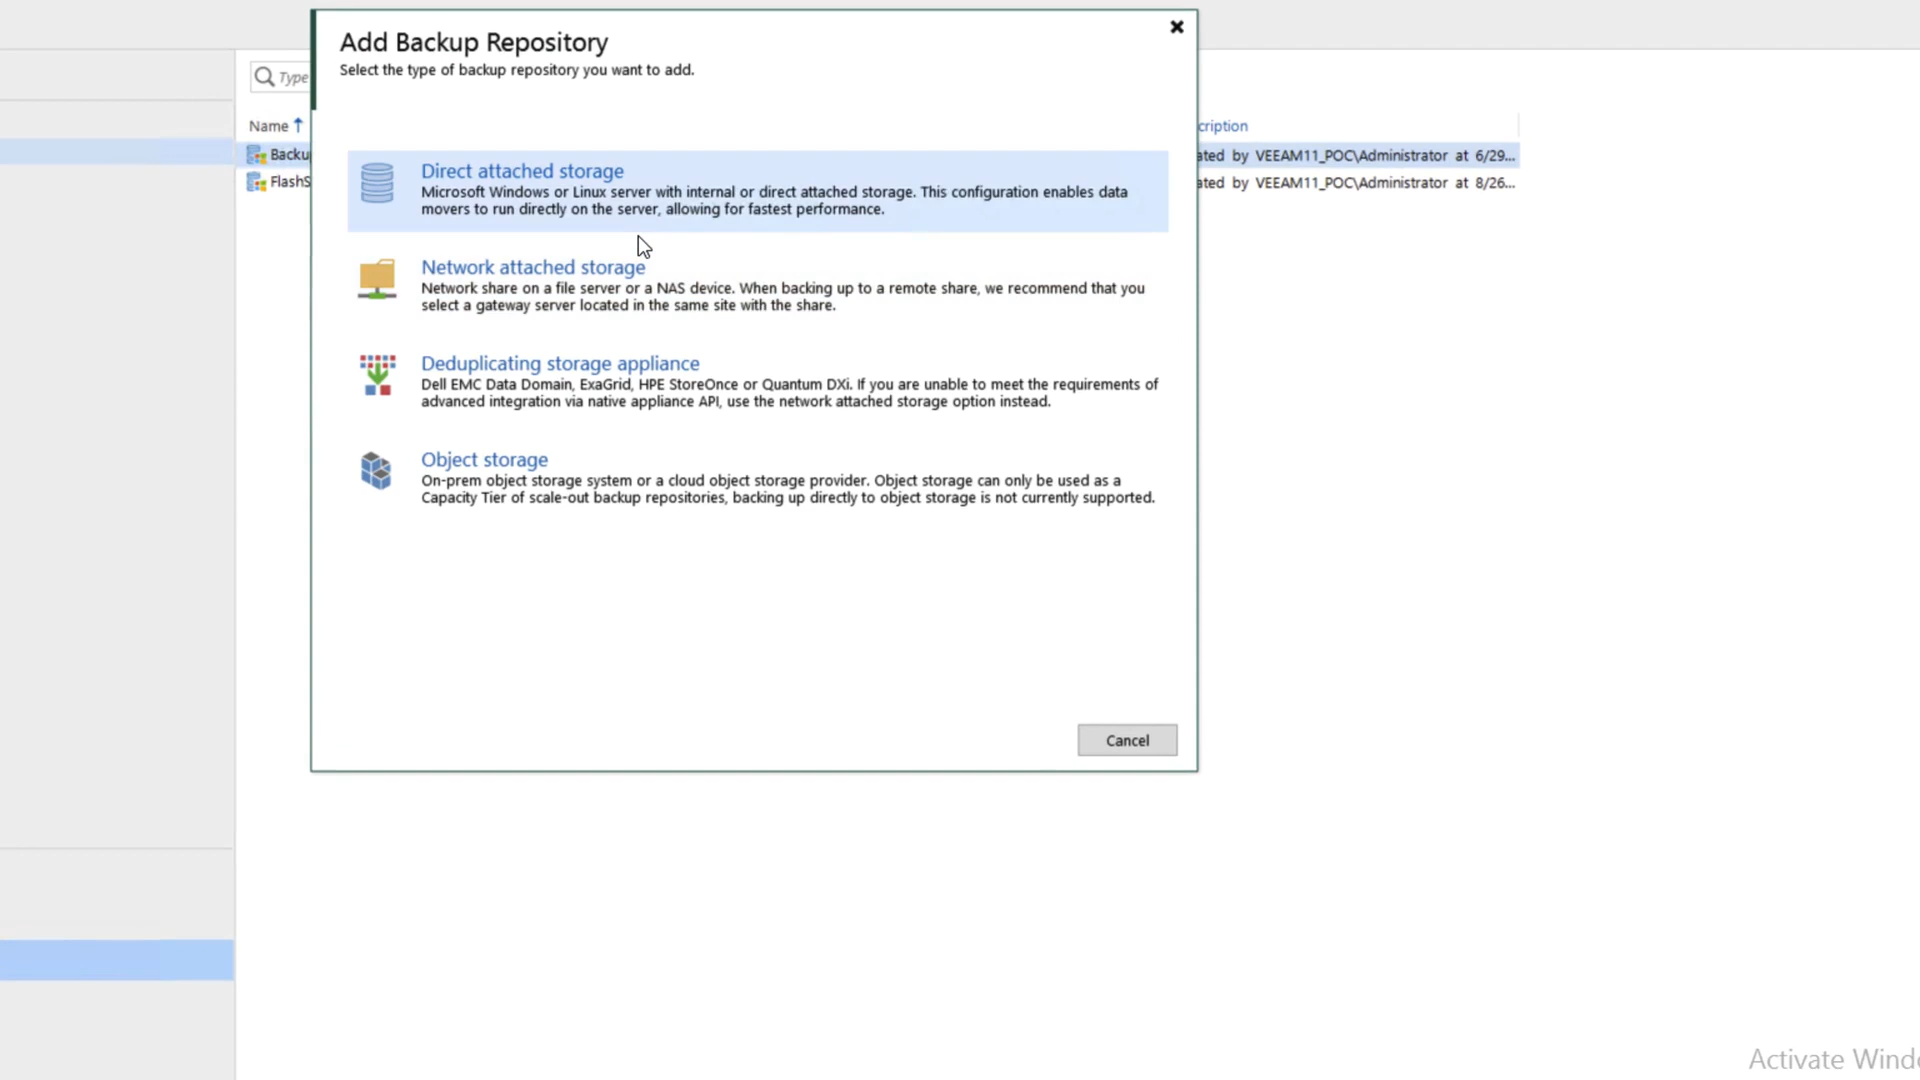 Add Backup Repository
Select the type of backup repository you want to add.
Type
Name
cription
Backu
ated by VEEAM11_POC\Administrator at 6/29...
FlashS
ated by VEEAM11_POC\Administrator at 8/26...
Direct attached storage
Microsoft Windows or Linux server with internal or direct attached storage. This configuration enables data
movers to run directly on the server, allowing for fastest performance.
Network attached storage
Network share on a file server or a NAS device. When backing up to a remote share, we recommend that you
select a gateway server located in the same site with the share.
Deduplicating storage appliance
Dell EMC Data Domain, ExaGrid, HPE StoreOnce or Quantum DXi. If you are unable to meet the requirements of
advanced integration via native appliance API, use the network attached storage option instead.
Object storage
On-prem object storage system or a cloud object storage provider. Object storage can only be used as a
Capacity Tier of scale-out backup repositories, backing up directly to object storage is not currently supported.
Cancel
Activate Windo